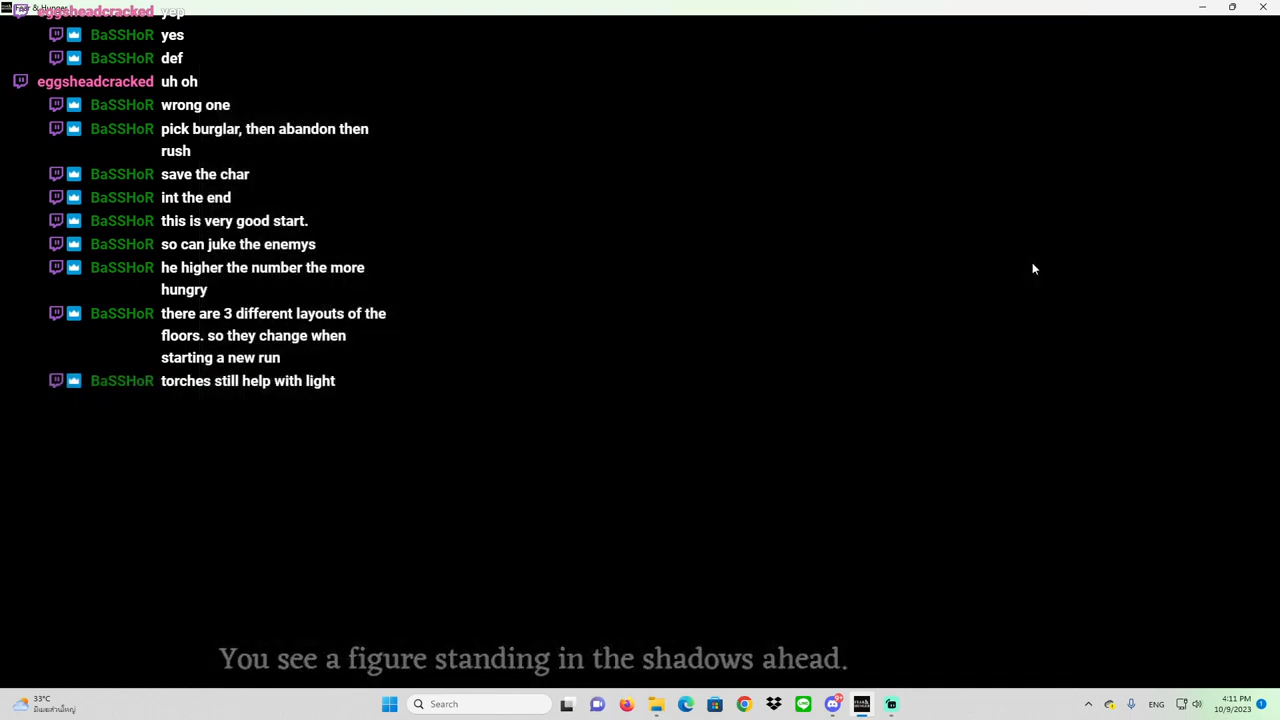 Fear & Hunger
eggsheadcracked yep
BaSSHoR yes
BaSSHoR def
eggsheadcracked uh oh
BaSSHoR wrong one
BaSSHoR pick burglar, then abandon then
rush
BaSSHoR save the char
BaSSHoR int the end
BaSSHoR this is very good start.
BaSSHoR so can juke the enemys
BaSSHoR he higher the number the more
hungry
BaSSHoR there are 3 different layouts of the
floors. so they change when
starting a new run
BaSSHoR torches still help with light
You see a figure standing in the shadows ahead.
33°C
Search
ENG
4:11 PM
10/9/2023